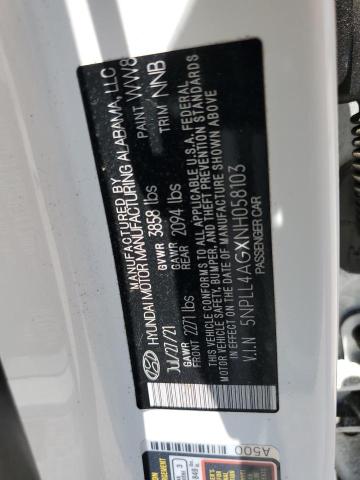 MANUFACTURED BY
HYUNDAI MOTOR MANUFACTURING ALABAMA, LLC
JUL/27/21 GVWR 3858 lbs PAINT WW8
GAWR FRONT 2271 lbs GAWR REAR 2094 lbs TRIM NNB
THIS VEHICLE CONFORMS TO ALL APPLICABLE U.S.A. FEDERAL
MOTOR VEHICLE SAFETY, BUMPER, AND THEFT PREVENTION STANDARDS
IN EFFECT ON THE DATE OF MANUFACTURE SHOWN ABOVE
V.I.N 5NPLL4AGXNH058103
PASSENGER CAR
A500